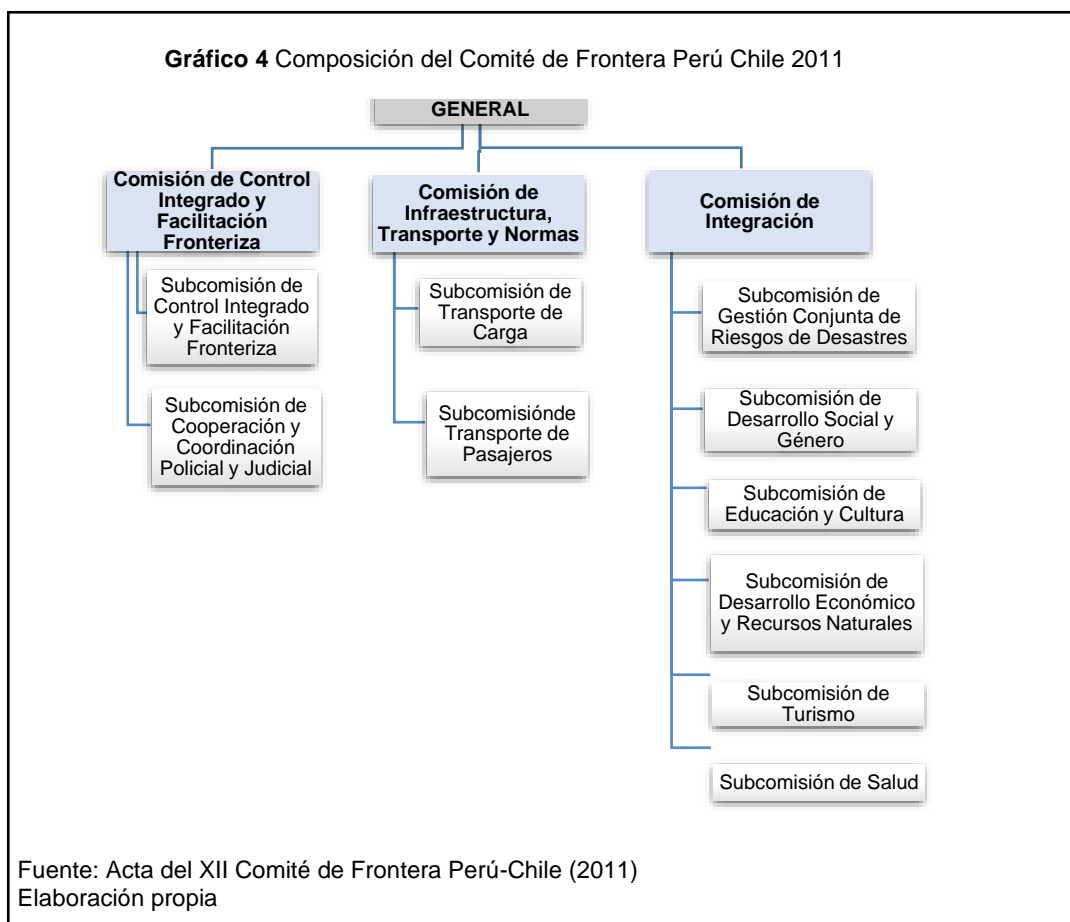 Gráfico 4 Composición del Comité de Frontera Perú Chile 2011
GENERAL
Comisión de Control
Integrado y
Facilitación
Fronteriza
Subcomisión de
Control Integrado
y Facilitación
Fronteriza
Subcomisión de
Cooperación y
Coordinación
Policial y Judicial
Comisión de
Infraestructura,
Transporte y Normas
Subcomisión de
Transporte de
Carga
Subcomisiónde
Transporte de
Pasajeros
Comisión de
Integración
Subcomisión de
Gestión Conjunta de
Riesgos de Desastres
Subcomisión de
Desarrollo Social y
Género
Subcomisión de
Educación y Cultura
Subcomisión de
Desarrollo Económico
y Recursos Naturales
Subcomisión de
Turismo
Subcomisión de Salud
Fuente: Acta del XII Comité de Frontera Perú-Chile (2011)
Elaboración propia